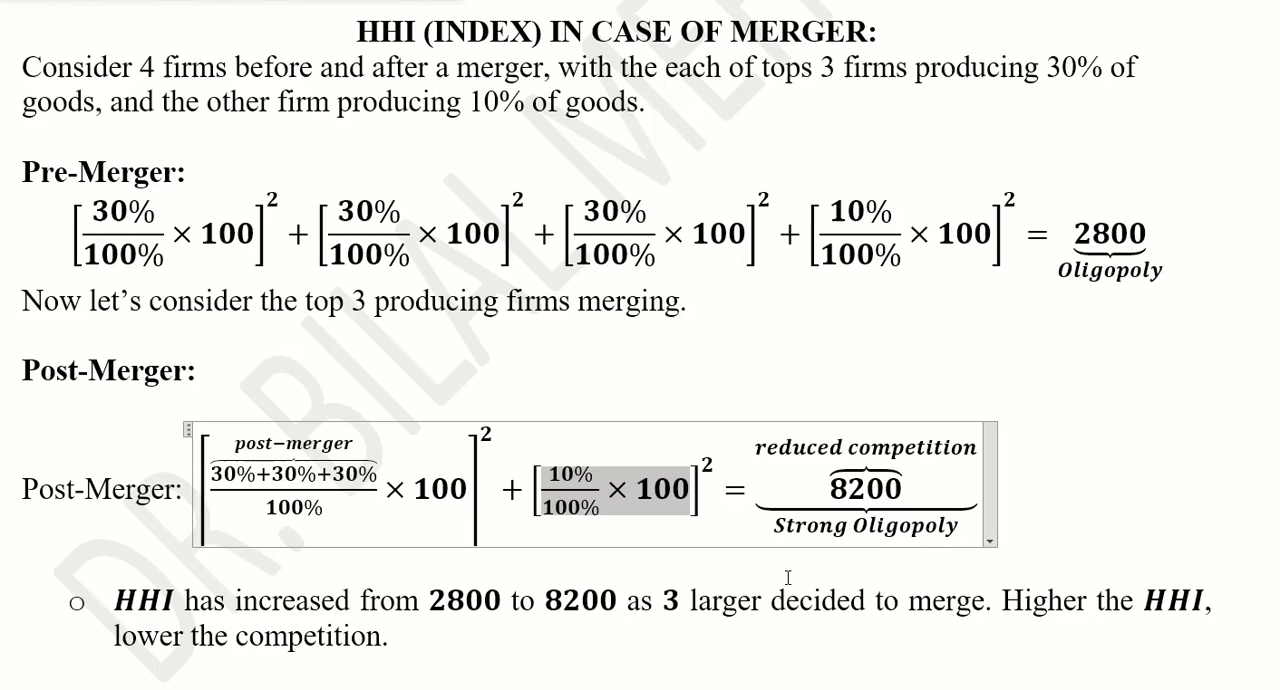 HHI (INDEX) IN CASE OF MERGER:
Consider 4 firms before and after a merger, with the each of tops 3 firms producing 30% of
goods, and the other firm producing 10% of goods.
Pre-Merger:
[30%/100% × 100]² + [30%/100% × 100]² + [30%/100% × 100]² + [10%/100% × 100]² = 2800
Oligopoly
Now let’s consider the top 3 producing firms merging.
Post-Merger:
post−merger
reduced competition
Post-Merger: [30%+30%+30%/100% × 100]² + [10%/100% × 100]² = 8200
Strong Oligopoly
o HHI has increased from 2800 to 8200 as 3 larger decided to merge. Higher the HHI,
lower the competition.
DR. BILAL MEH